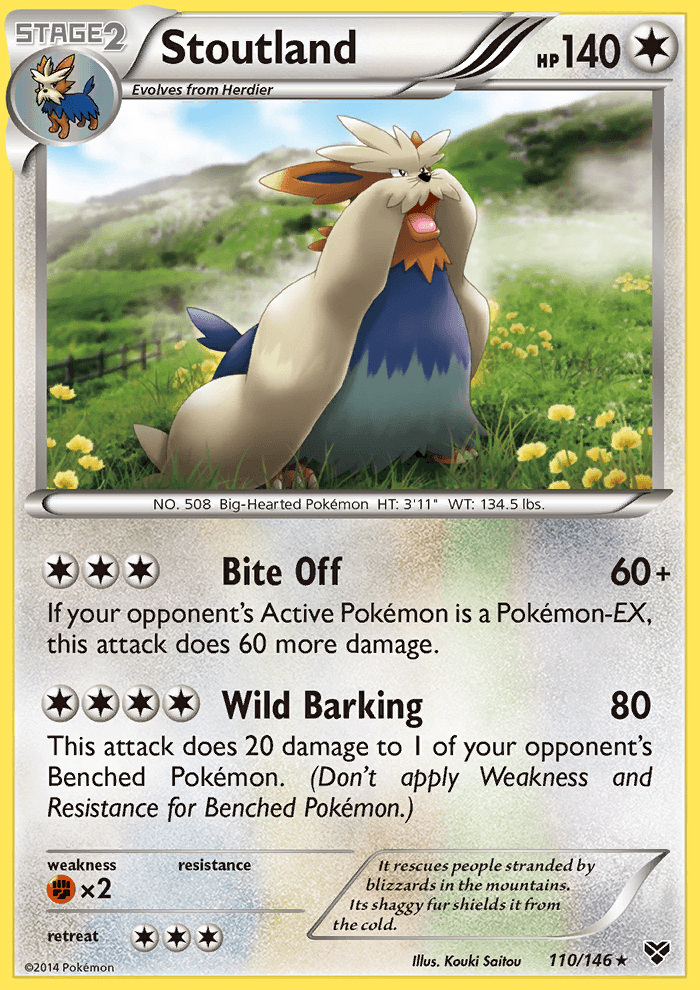 STAGE2
Stoutland
HP140
Evolves from Herdier
NO. 508 Big-Hearted Pokémon HT: 3'11" WT: 134.5 lbs.
Bite Off 60+
If your opponent's Active Pokémon is a Pokémon-EX,
this attack does 60 more damage.
Wild Barking 80
This attack does 20 damage to 1 of your opponent's
Benched Pokémon. (Don't apply Weakness and
Resistance for Benched Pokémon.)
weakness resistance
×2
It rescues people stranded by
blizzards in the mountains.
Its shaggy fur shields it from
the cold.
retreat
©2014 Pokémon
Illus. Kouki Saitou 110/146★